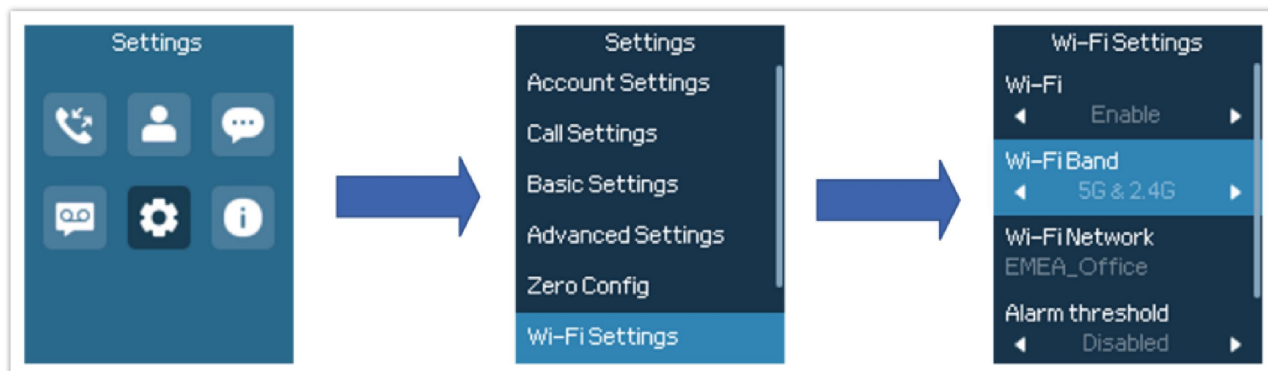 Settings
Settings
Account Settings
Call Settings
Basic Settings
Advanced Settings
Zero Config
Wi-Fi Settings
Wi-Fi Settings
Wi-Fi
Enable
Wi-Fi Band
5G & 2.4G
Wi-Fi Network
EMEA_Office
Alarm threshold
Disabled